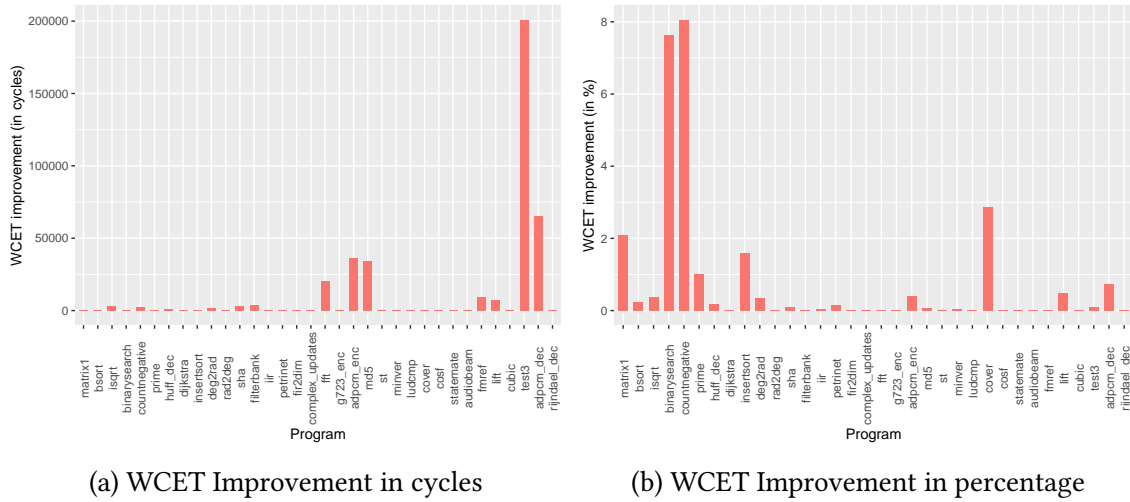 200000
150000
100000
50000
0
WCET improvement (in cycles)
matrix1
bsort
isqrt
binarysearch
countnegative
prime
huff_dec
dijkstra
insertsort
deg2rad
rad2deg
sha
filterbank
iir
petrinet
fir2dim
complex_updates
fft
g723_enc
adpcm_enc
md5
st
minver
ludcmp
cover
cosf
statemate
audiobeam
fmref
lift
cubic
test3
adpcm_dec
rijndael_dec
Program
(a) WCET Improvement in cycles
8
6
4
2
0
WCET improvement (in %)
matrix1
bsort
isqrt
binarysearch
countnegative
prime
huff_dec
dijkstra
insertsort
deg2rad
rad2deg
sha
filterbank
iir
petrinet
fir2dim
complex_updates
fft
g723_enc
adpcm_enc
md5
st
minver
ludcmp
cover
cosf
statemate
audiobeam
fmref
lift
cubic
test3
adpcm_dec
rijndael_dec
Program
(b) WCET Improvement in percentage